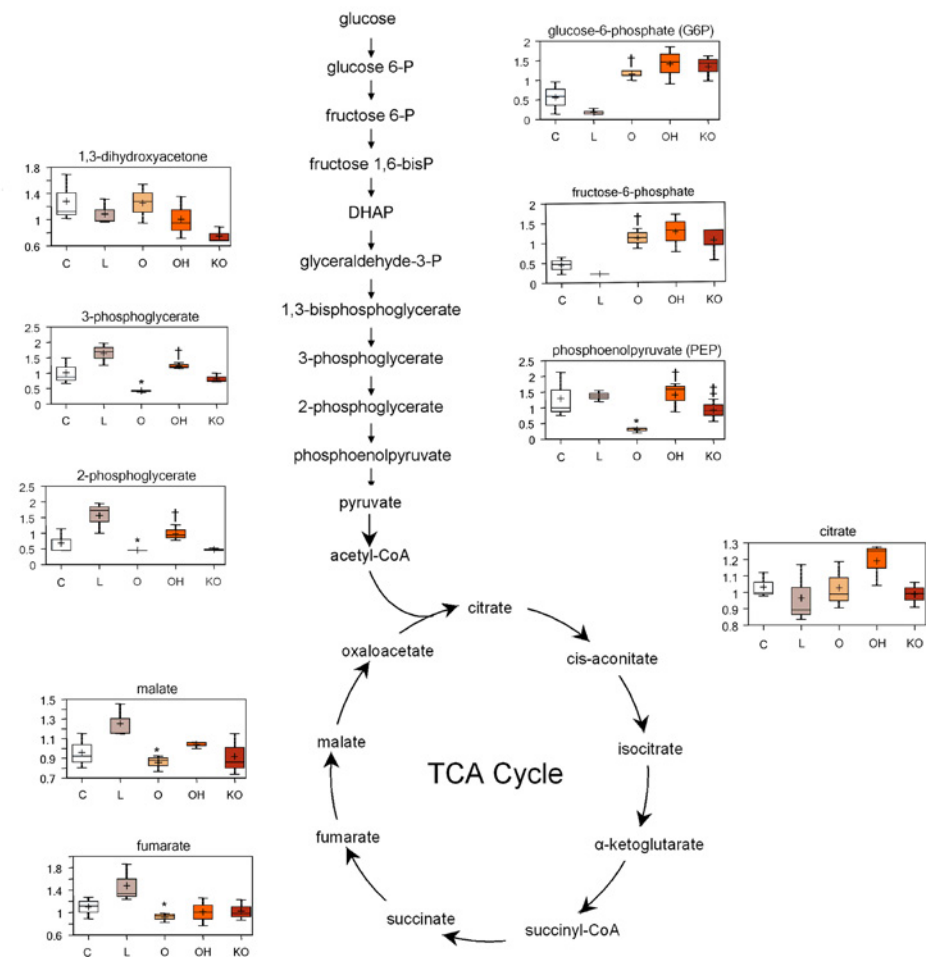 glucose
glucose 6-P
fructose 6-P
fructose 1,6-bisP
DHAP
glyceraldehyde-3-P
1,3-bisphosphoglycerate
3-phosphoglycerate
2-phosphoglycerate
phosphoenolpyruvate
pyruvate
acetyl-CoA
citrate
cis-aconitate
isocitrate
α-ketoglutarate
succinyl-CoA
succinate
fumarate
malate
oxaloacetate
TCA Cycle
1,3-dihydroxyacetone
1.8
1.4
1
0.6
C L O OH KO
3-phosphoglycerate
2.5
2
1.5
1
0.5
0
* †
C L O OH KO
2-phosphoglycerate
2.5
2
1.5
1
0.5
0
* †
C L O OH KO
malate
1.5
1.3
1.1
0.9
0.7
*
C L O OH KO
fumarate
1.8
1.4
1
0.6
*
C L O OH KO
glucose-6-phosphate (G6P)
2
1.5
1
0.5
0
†
C L O OH KO
fructose-6-phosphate
2
1.5
1
0.5
0
†
C L O OH KO
phosphoenolpyruvate (PEP)
2.5
2
1.5
1
0.5
0
* † ‡
C L O OH KO
citrate
1.3
1.2
1.1
1
0.9
0.8
C L O OH KO